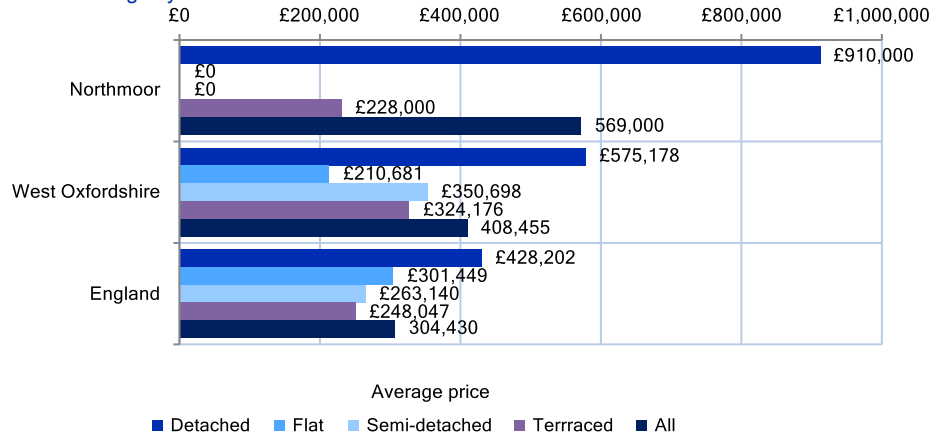 £0 £200,000 £400,000 £600,000 £800,000 £1,000,000
£910,000
£0
Northmoor
£0
£228,000
569,000
£575,178
£210,681
West Oxfordshire
£350,698
£324,176
408,455
£428,202
£301,449
England
£263,140
£248,047
304,430
Average price
Detached Flat Semi-detached Terrraced All